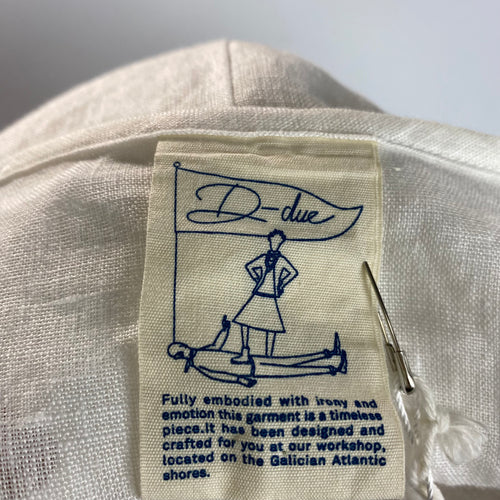 D-due
Fully embodied with irony and
emotion this garment is a timeless
piece.It has been designed and
crafted for you at our workshop,
located on the Galician Atlantic
shores.